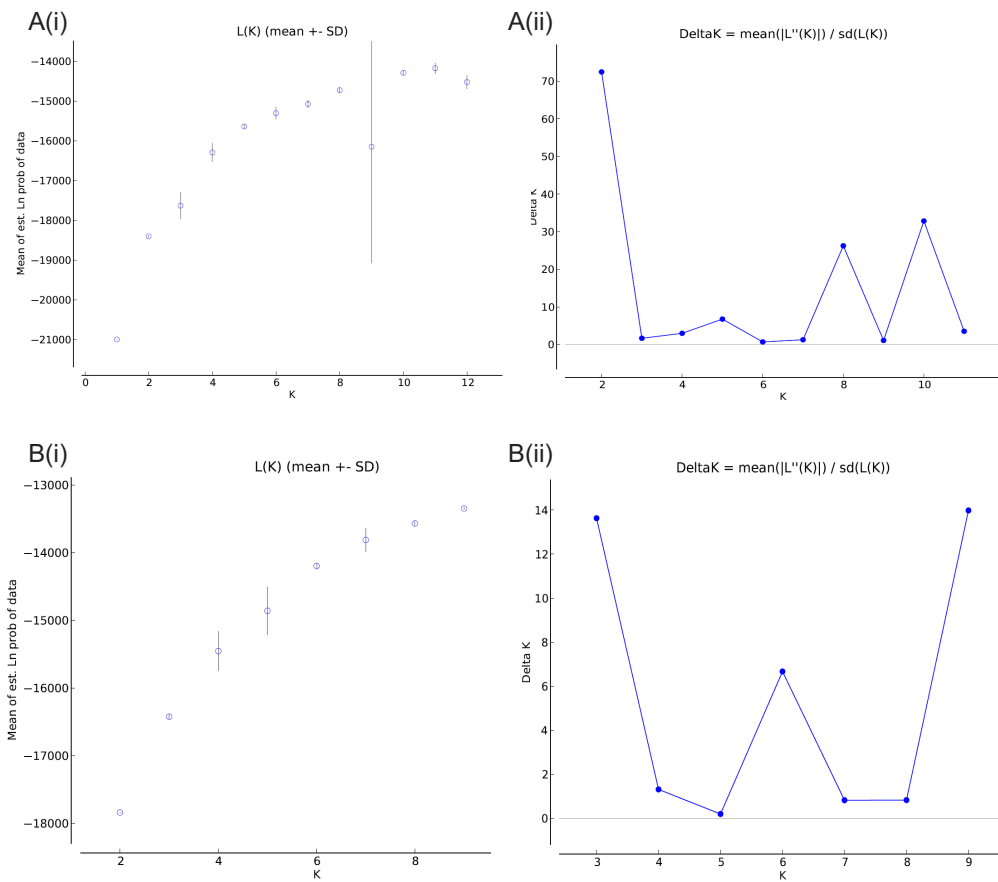 A(i)
L(K) (mean +- SD)
Mean of est. Ln prob of data
−14000
−15000
−16000
−17000
−18000
−19000
−20000
−21000
0 2 4 6 8 10 12
K
A(ii)
DeltaK = mean(|L''(K)|) / sd(L(K))
Delta K
70
60
50
40
30
20
10
0
2 4 6 8 10
K
B(i)
L(K) (mean +- SD)
Mean of est. Ln prob of data
−13000
−14000
−15000
−16000
−17000
−18000
2 4 6 8
K
B(ii)
DeltaK = mean(|L''(K)|) / sd(L(K))
Delta K
14
12
10
8
6
4
2
0
3 4 5 6 7 8 9
K